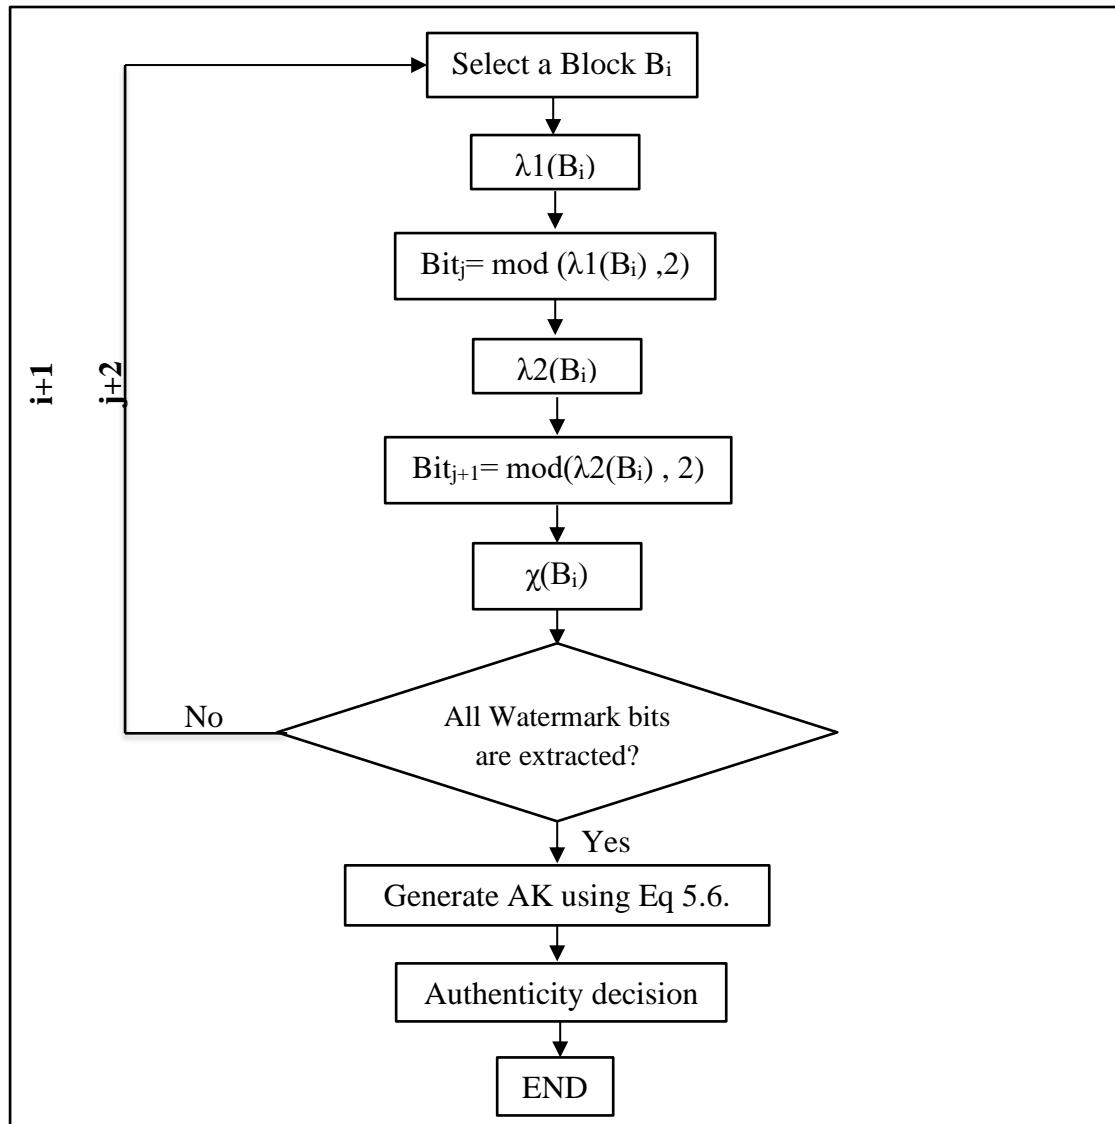 Select a Block Bᵢ
λ1(Bᵢ)
Bitⱼ= mod (λ1(Bᵢ) ,2)
λ2(Bᵢ)
i+1
j+2
Bitⱼ₊₁= mod(λ2(Bᵢ) , 2)
χ(Bᵢ)
All Watermark bits
are extracted?
No
Yes
Generate AK using Eq 5.6.
Authenticity decision
END